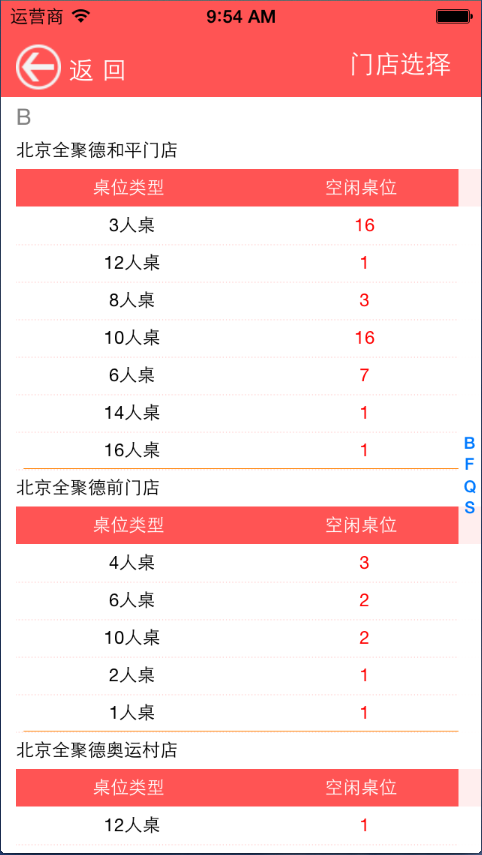 运营商 9:54 AM
返回 门店选择
B
北京全聚德和平门店
桌位类型 空闲桌位
3人桌 16
12人桌 1
8人桌 3
10人桌 16
6人桌 7
14人桌 1
16人桌 1
北京全聚德前门店
桌位类型 空闲桌位
4人桌 3
6人桌 2
10人桌 2
2人桌 1
1人桌 1
北京全聚德奥运村店
桌位类型 空闲桌位
12人桌 1
B
F
Q
S